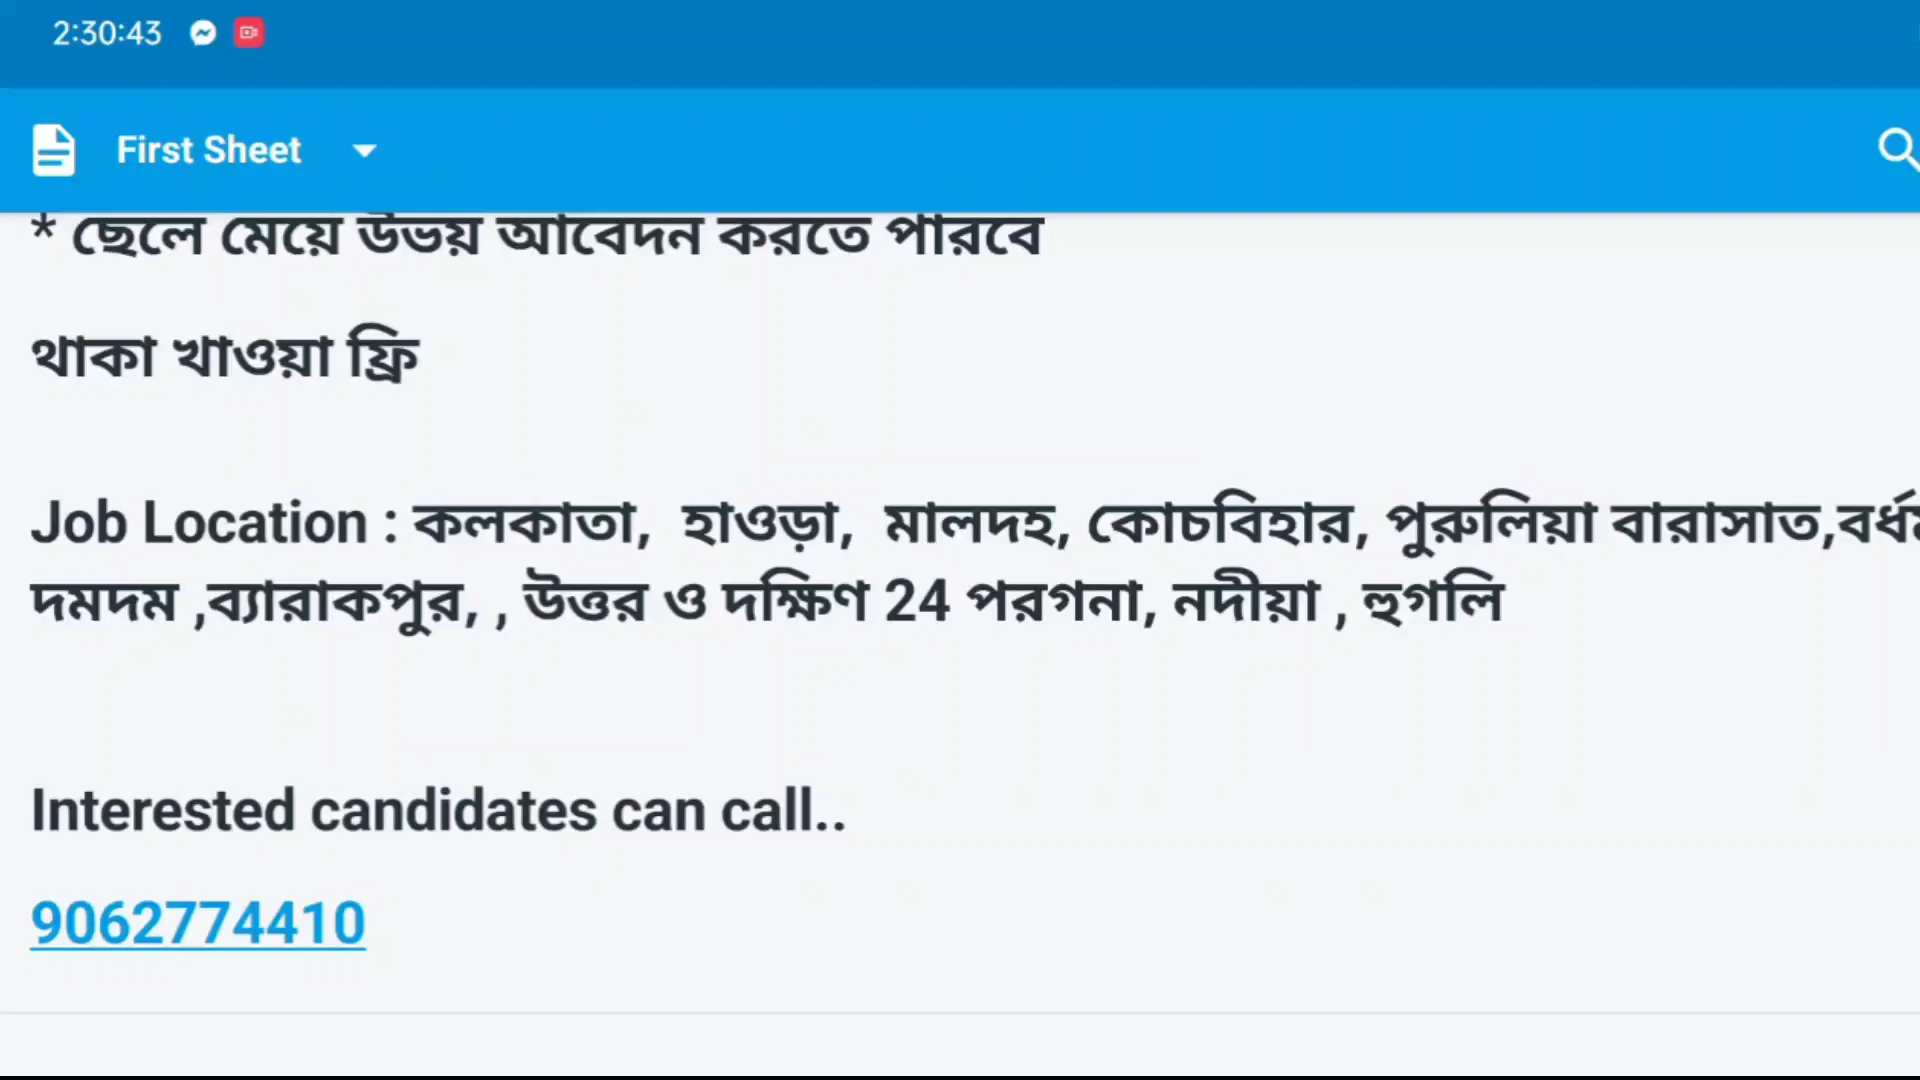 2:30:43
First Sheet
* ছেলে মেয়ে উভয় আবেদন করতে পারবে
থাকা খাওয়া ফ্রি
Job Location : কলকাতা, হাওড়া, মালদহ, কোচবিহার, পুরুলিয়া বারাসাত,
দমদম ,ব্যারাকপুর, , উত্তর ও দক্ষিণ 24 পরগনা, নদীয়া , হুগলি
Interested candidates can call..
9062774410